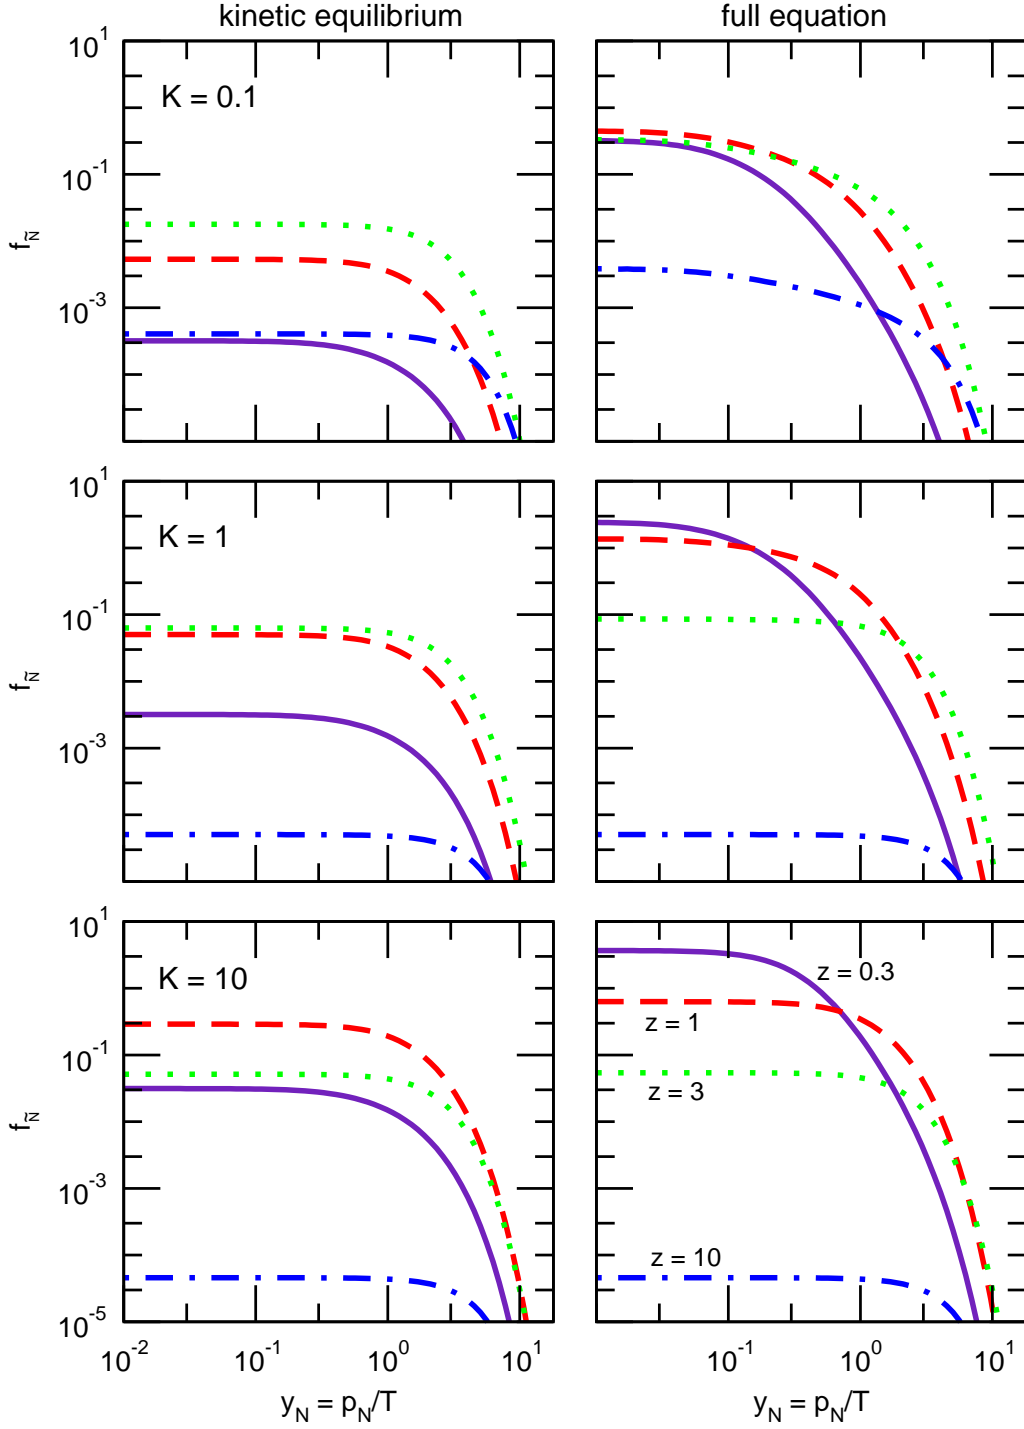 kinetic equilibrium full equation
10^1
K = 0.1
10^-1
f_Ñ
10^-3
10^1
K = 1
10^-1
f_Ñ
10^-3
10^1
K = 10
z = 0.3
z = 1
10^-1
z = 3
f_Ñ
10^-3
z = 10
10^-5
10^-2 10^-1 10^0 10^1 10^-1 10^0 10^1
y_N = p_N/T y_N = p_N/T